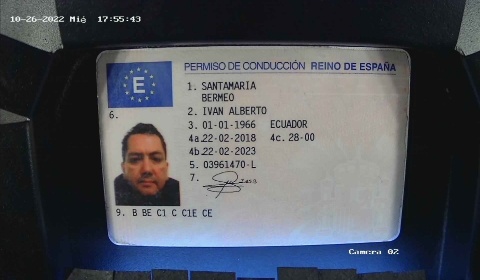 10-26-2022 Mié 17:55:43
PERMISO DE CONDUCCIÓN REINO DE ESPAÑA
E
1. SANTAMARIA
BERMEO
2. IVAN ALBERTO
3. 01-01-1966 ECUADOR
4a. 22-02-2018 4c. 28-00
4b. 22-02-2023
5. 03961470-L
6.
7.
9. B BE C1 C C1E CE
Camera 02